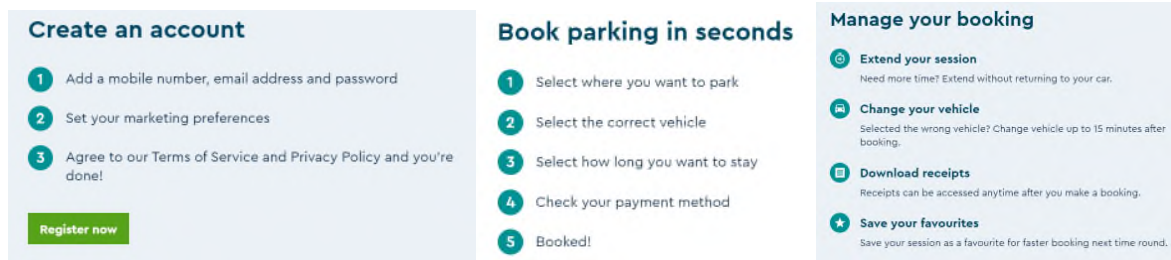 Create an account
1 Add a mobile number, email address and password
2 Set your marketing preferences
3 Agree to our Terms of Service and Privacy Policy and you're
done!
Register now
Book parking in seconds
1 Select where you want to park
2 Select the correct vehicle
3 Select how long you want to stay
4 Check your payment method
5 Booked!
Manage your booking
Extend your session
Need more time? Extend without returning to your car.
Change your vehicle
Selected the wrong vehicle? Change vehicle up to 15 minutes after
booking.
Download receipts
Receipts can be accessed anytime after you make a booking.
Save your favourites
Save your session as a favourite for faster booking next time round.